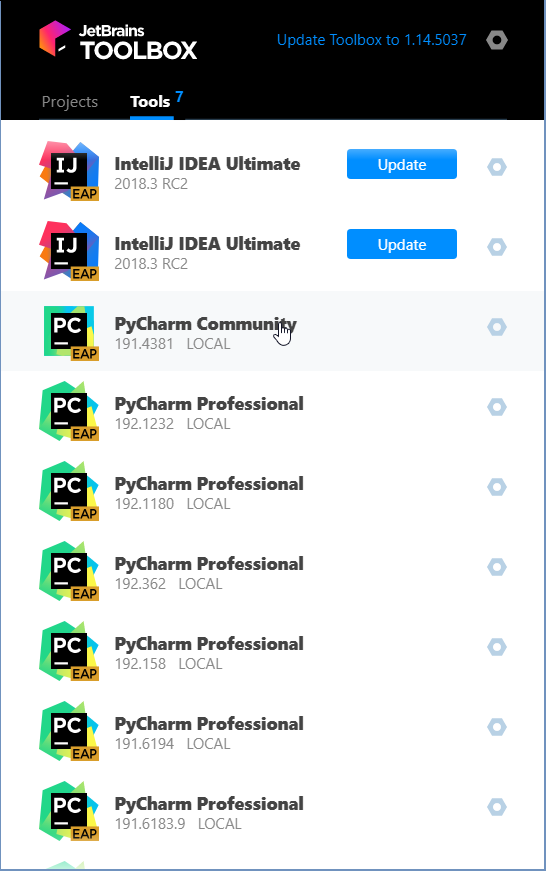 JetBrains
TOOLBOX
Update Toolbox to 1.14.5037
Projects Tools 7
IJ EAP IntelliJ IDEA Ultimate Update
2018.3 RC2
IJ EAP IntelliJ IDEA Ultimate Update
2018.3 RC2
PC EAP PyCharm Community
191.4381 LOCAL
PC EAP PyCharm Professional
192.1232 LOCAL
PC EAP PyCharm Professional
192.1180 LOCAL
PC EAP PyCharm Professional
192.362 LOCAL
PC EAP PyCharm Professional
192.158 LOCAL
PC EAP PyCharm Professional
191.6194 LOCAL
PC EAP PyCharm Professional
191.6183.9 LOCAL